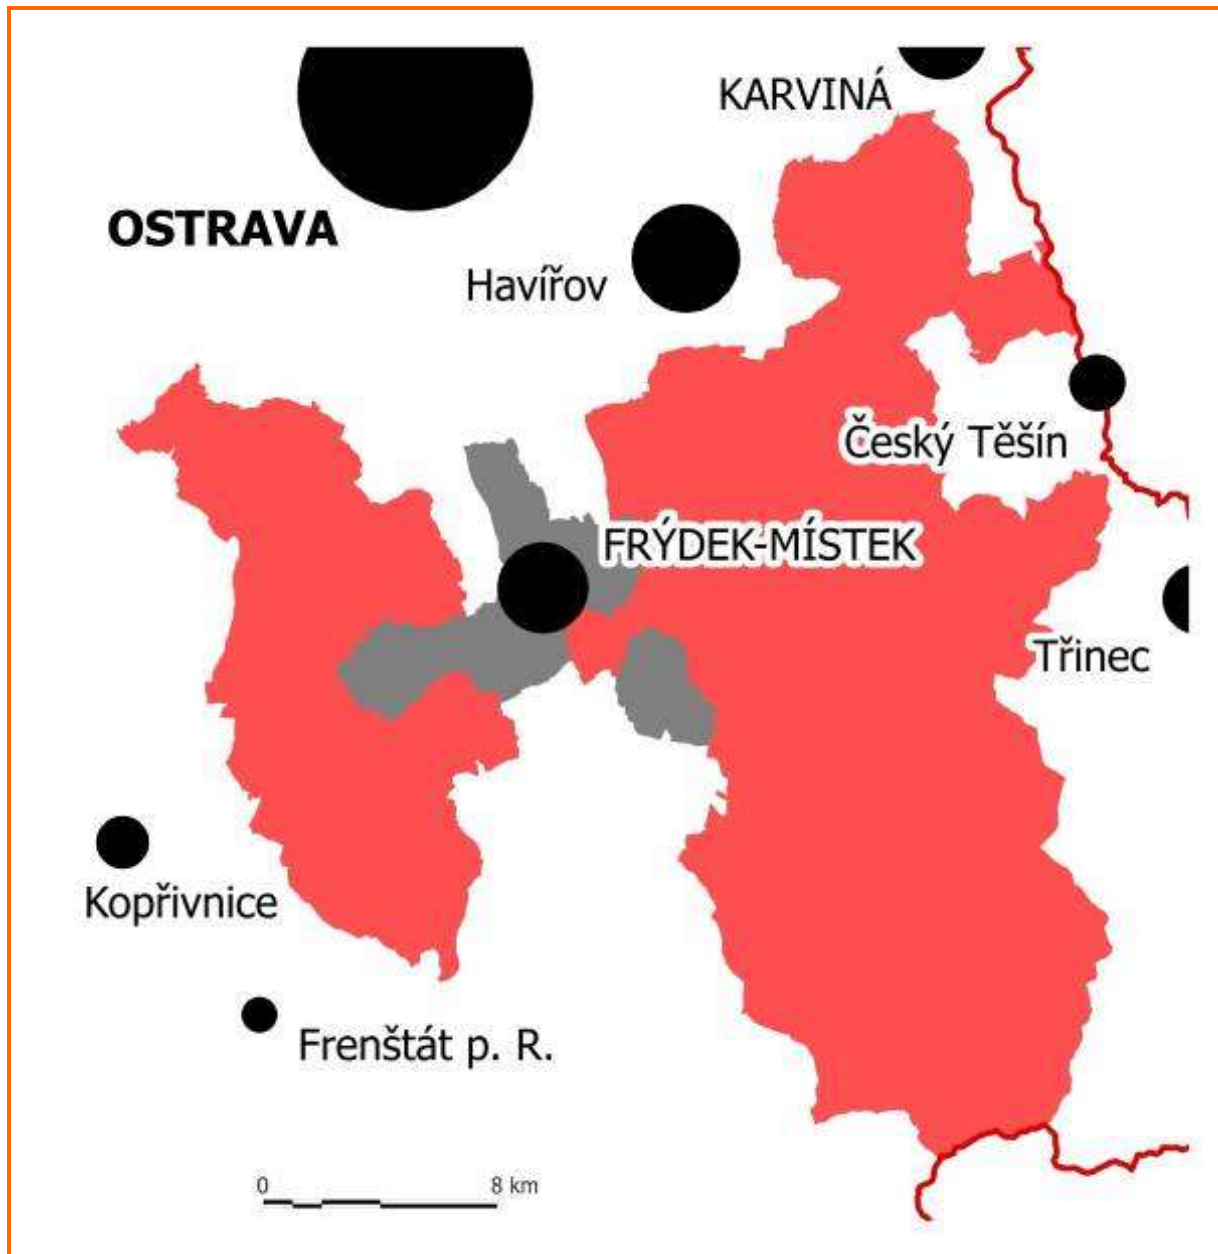 KARVINÁ
OSTRAVA
Havířov
Český Těšín
FRÝDEK-MÍSTEK
Třinec
Kopřivnice
Frenštát p. R.
0 8 km